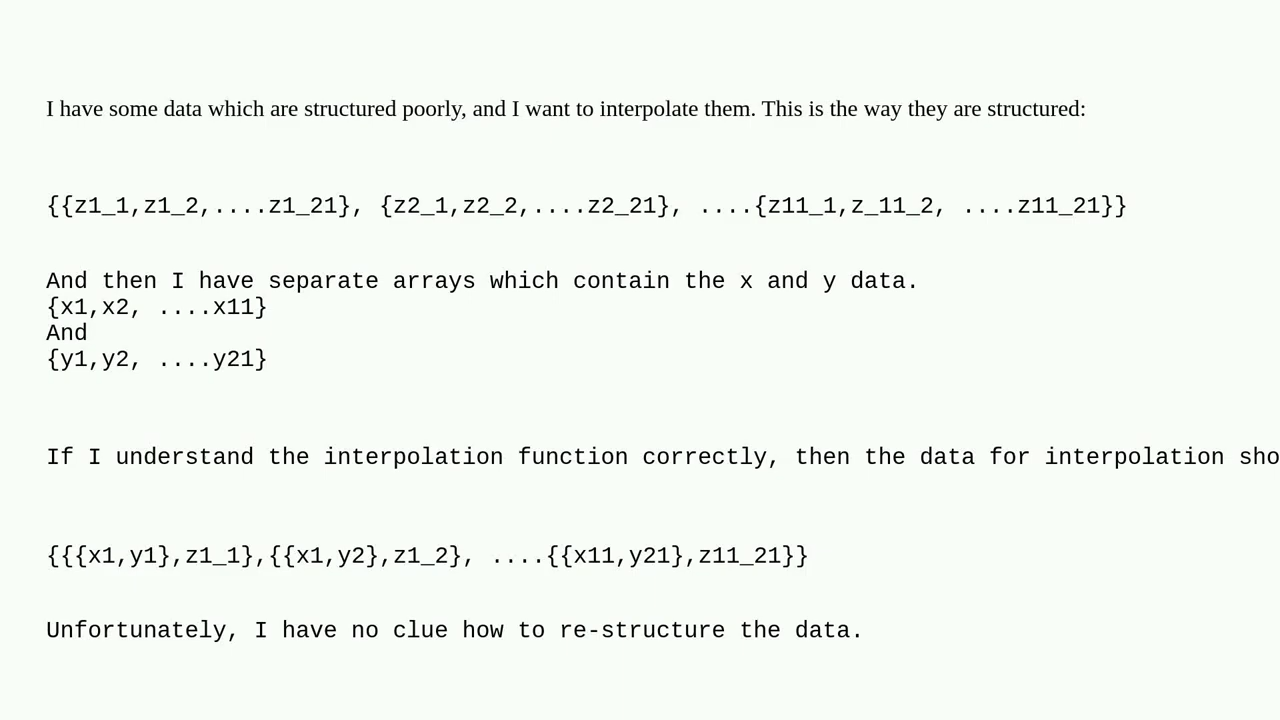 I have some data which are structured poorly, and I want to interpolate them. This is the way they are structured:
{{z1_1,z1_2,....z1_21}, {z2_1,z2_2,....z2_21}, ....{z11_1,z_11_2, ....z11_21}}
And then I have separate arrays which contain the x and y data.
{x1,x2, ....x11}
And
{y1,y2, ....y21}
If I understand the interpolation function correctly, then the data for interpolation
{{{x1,y1},z1_1},{{x1,y2},z1_2}, ....{{x11,y21},z11_21}}
Unfortunately, I have no clue how to re-structure the data.